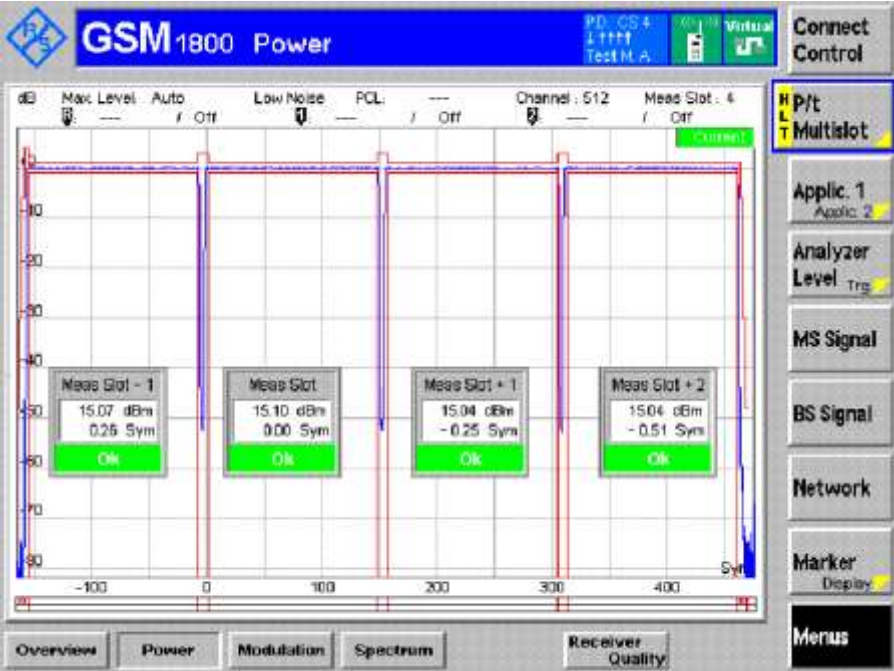 R&S
GSM 1800 Power
P.D. CS 4
1 ↑↑↑↑
Test M. A
Virtual
Connect
Control
dB Max. Level Auto Low Noise PCL: --- Channel : 512 Meas Slot : 4
R: --- / Off 1: --- / Off 2: --- / Off
Current
HLT
P/t
Multislot
Applic. 1
Applic. 2
Analyzer
Level Trg
MS Signal
BS Signal
Network
Marker
Display
Menus
-10
-20
-30
-40
-50
-60
-70
-80
Meas Slot - 1
15.07 dBm
0.26 Sym
Ok
Meas Slot
15.10 dBm
0.00 Sym
Ok
Meas Slot + 1
15.04 dBm
- 0.25 Sym
Ok
Meas Slot + 2
15.04 dBm
- 0.51 Sym
Ok
Sym
-100 0 100 200 300 400
Overview Power Modulation Spectrum Receiver
Quality